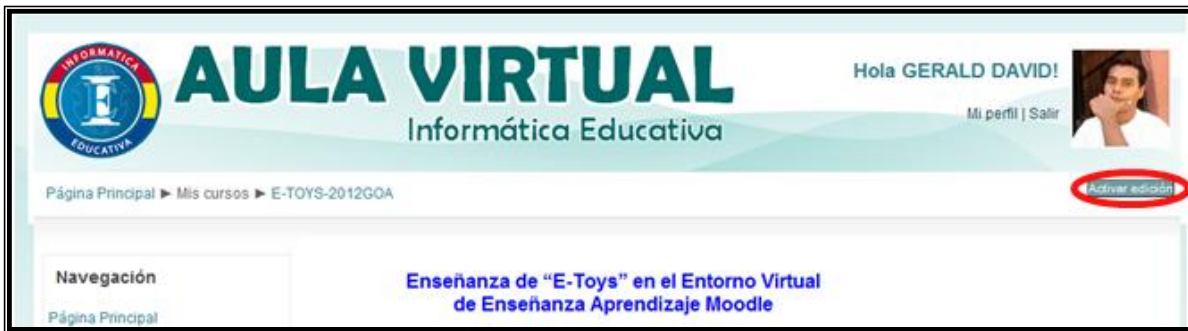 INFORMATICA
E
EDUCATIVA
AULA VIRTUAL
Informática Educativa
Hola GERALD DAVID!
Mi perfil | Salir
Página Principal ► Mis cursos ► E-TOYS-2012GOA
Activar edición
Navegación
Página Principal
Enseñanza de “E-Toys” en el Entorno Virtual
de Enseñanza Aprendizaje Moodle